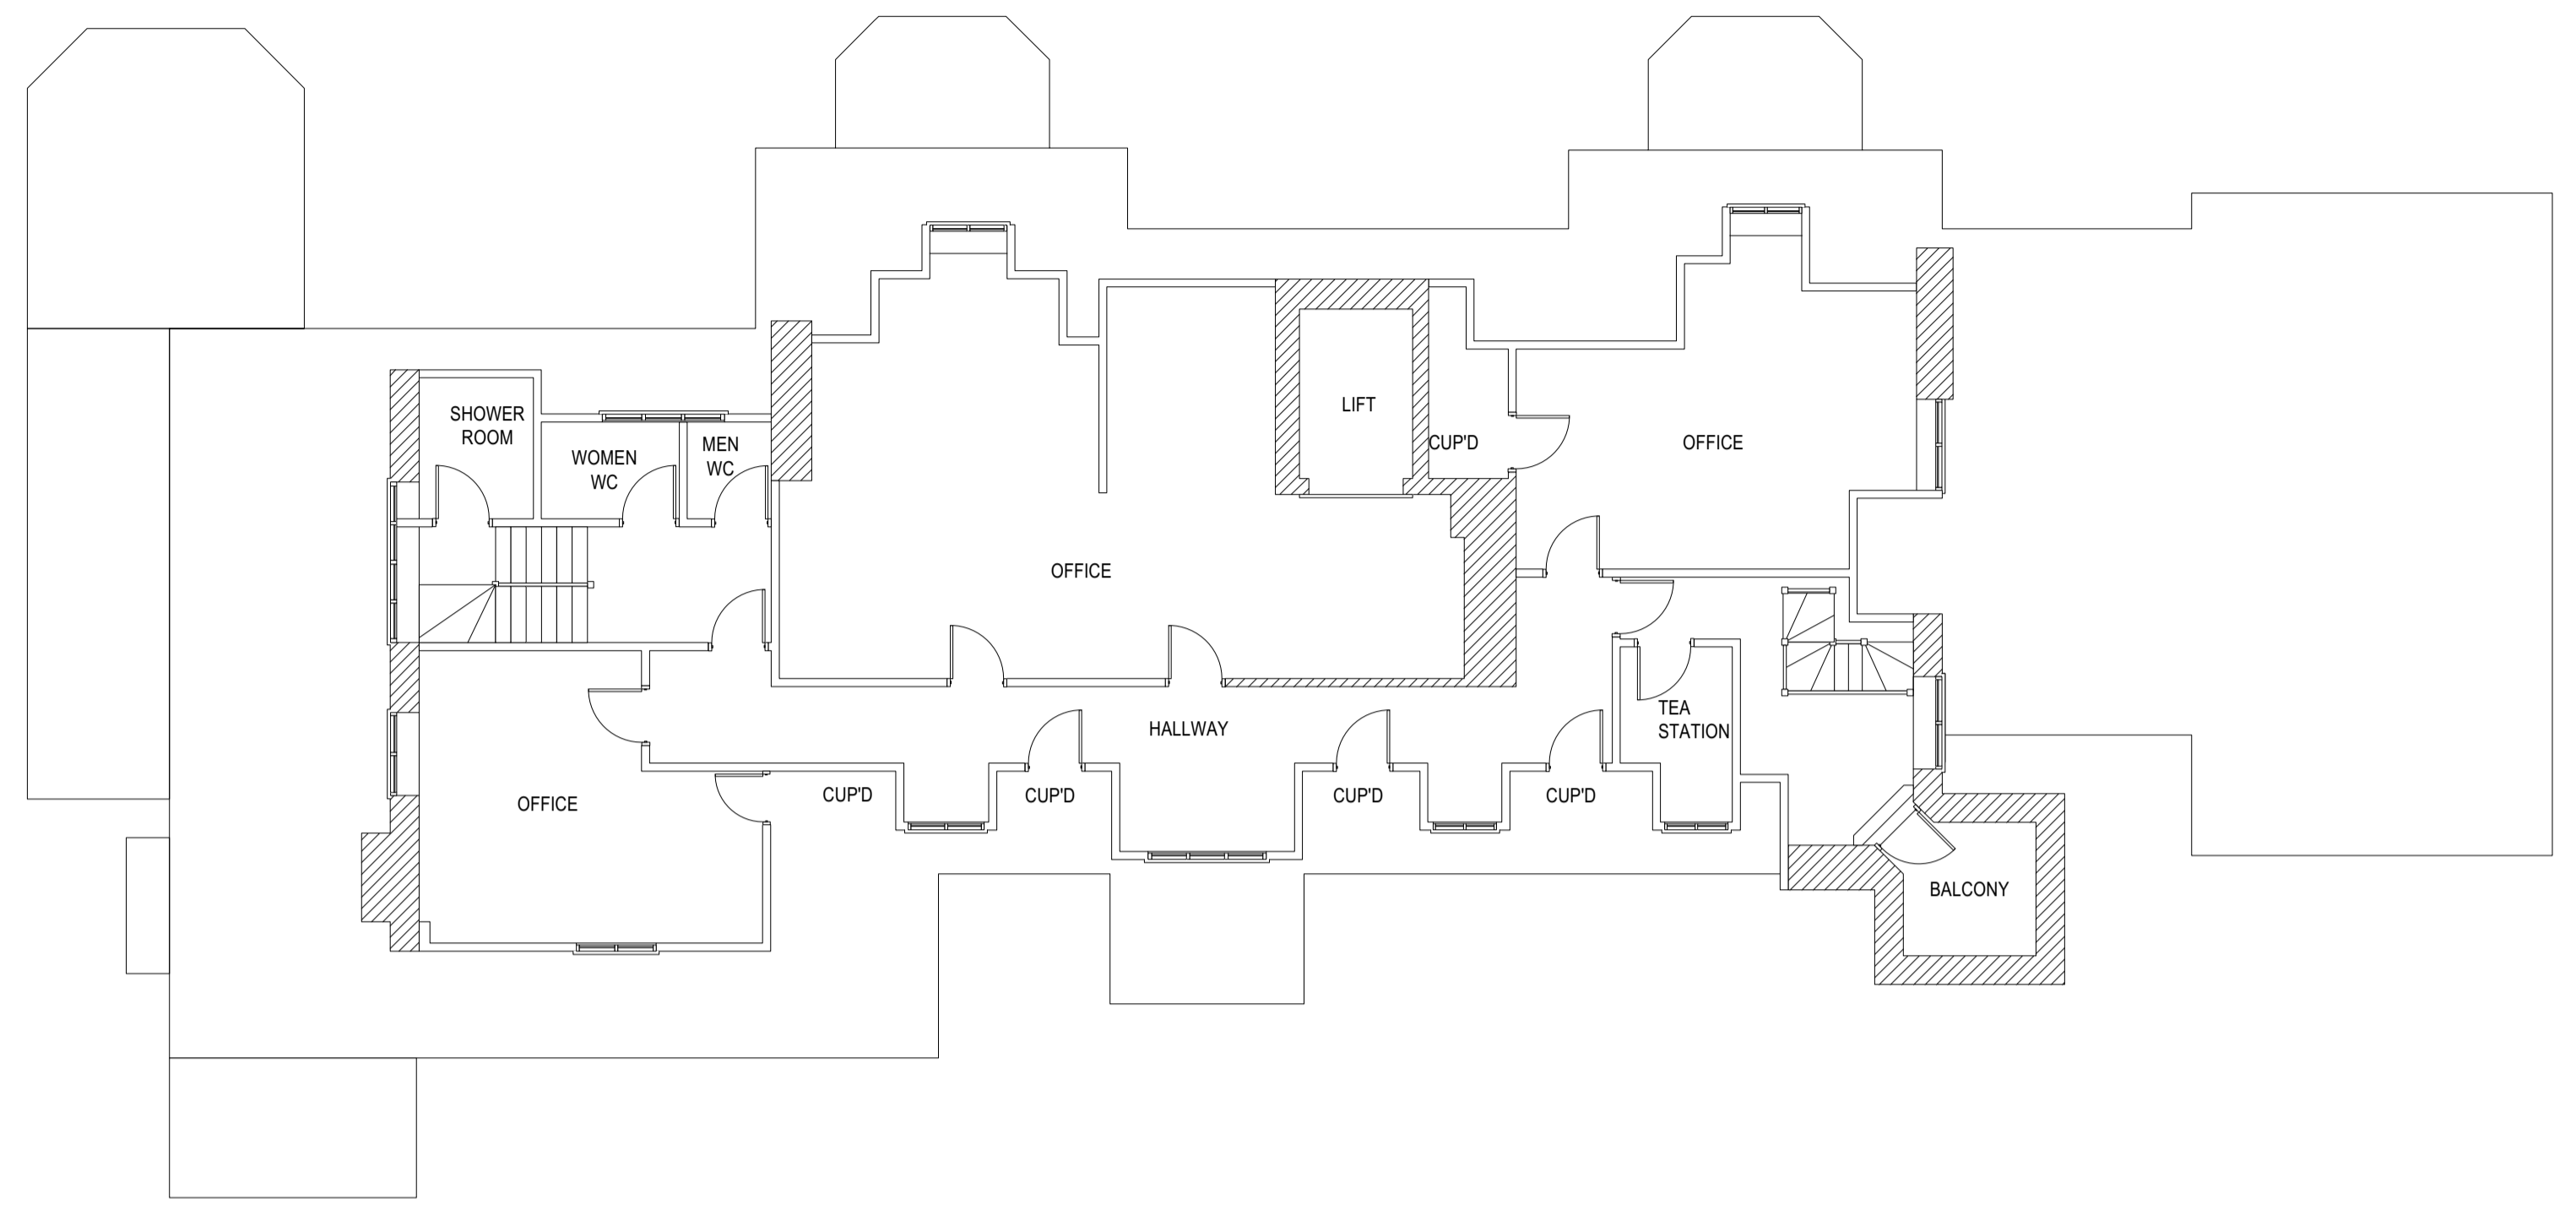 LIFT
SHOWER
ROOM
MEN
WC
CUP'D
OFFICE
WOMEN
WC
OFFICE
HALLWAY
TEA
STATION
OFFICE
CUP'D
CUP'D
CUP'D
CUP'D
BALCONY